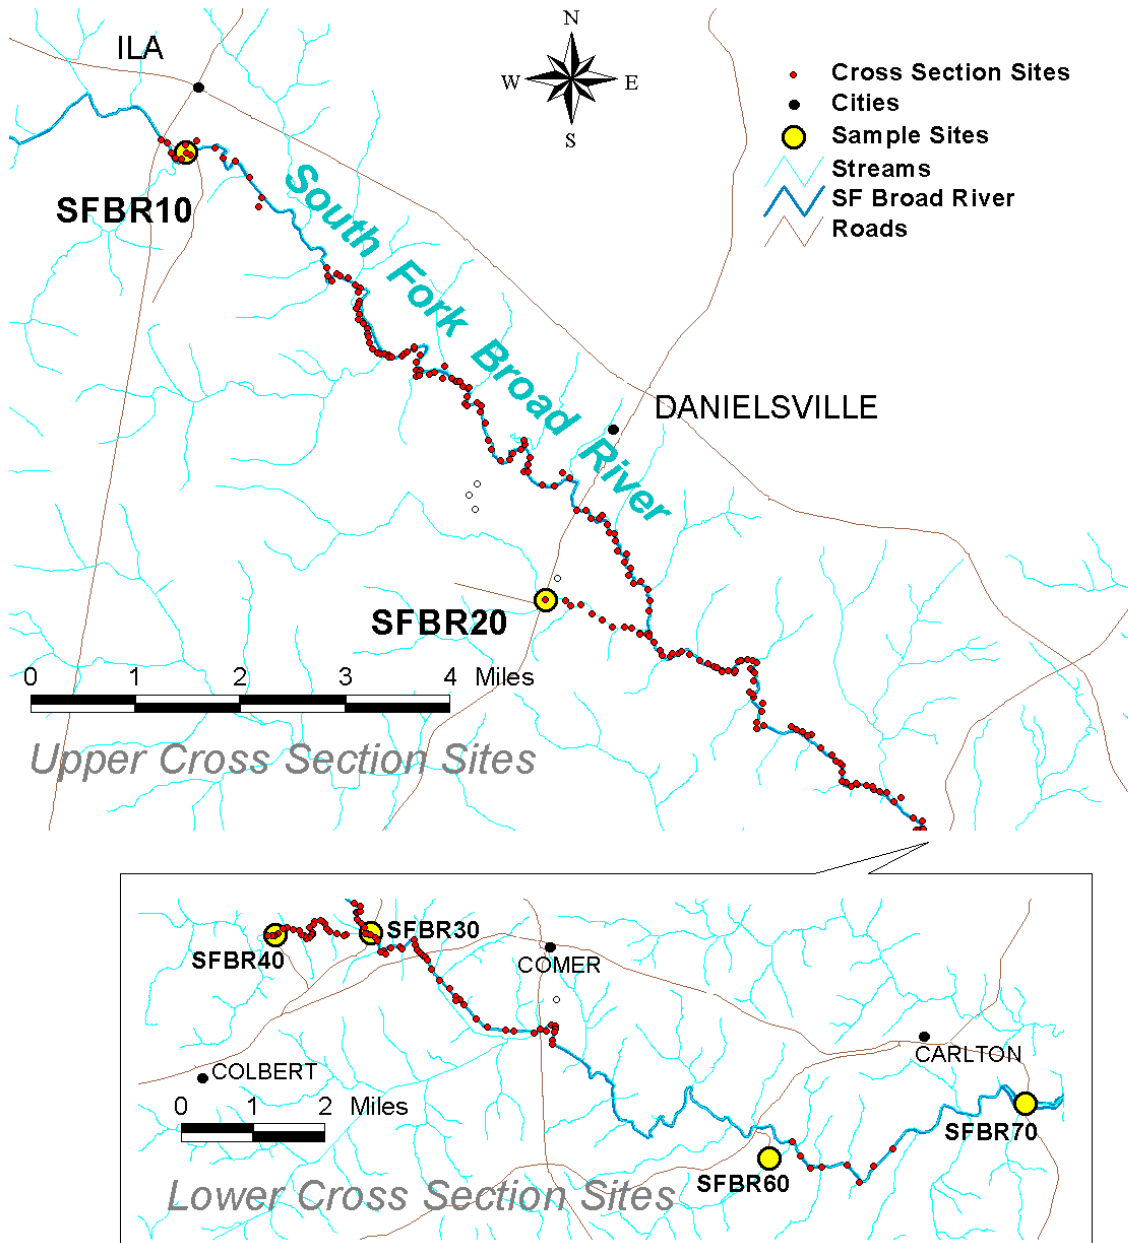 N
W E
S
ILA
Cross Section Sites
Cities
Sample Sites
Streams
SF Broad River
Roads
SFBR10
South Fork Broad River
DANIELSVILLE
SFBR20
0 1 2 3 4 Miles
Upper Cross Section Sites
SFBR30
SFBR40
COMER
CARLTON
COLBERT
0 1 2 Miles
SFBR70
SFBR60
Lower Cross Section Sites